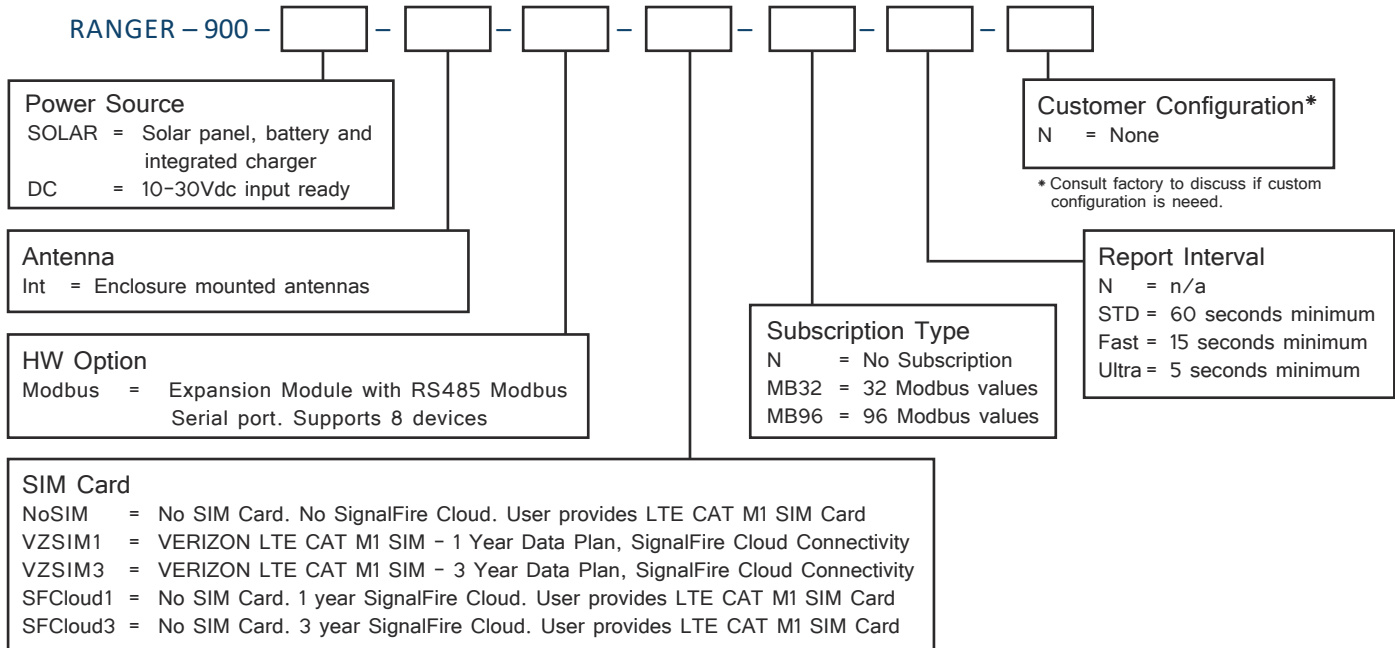 RANGER – 900 – – – – – – –
Power Source
SOLAR = Solar panel, battery and
integrated charger
DC = 10-30Vdc input ready
Customer Configuration*
N = None
* Consult factory to discuss if custom
configuration is neeed.
Antenna
Int = Enclosure mounted antennas
Report Interval
N = n/a
STD = 60 seconds minimum
Fast = 15 seconds minimum
Ultra = 5 seconds minimum
HW Option
Modbus = Expansion Module with RS485 Modbus
Serial port. Supports 8 devices
Subscription Type
N = No Subscription
MB32 = 32 Modbus values
MB96 = 96 Modbus values
SIM Card
NoSIM = No SIM Card. No SignalFire Cloud. User provides LTE CAT M1 SIM Card
VZSIM1 = VERIZON LTE CAT M1 SIM - 1 Year Data Plan, SignalFire Cloud Connectivity
VZSIM3 = VERIZON LTE CAT M1 SIM - 3 Year Data Plan, SignalFire Cloud Connectivity
SFCloud1 = No SIM Card. 1 year SignalFire Cloud. User provides LTE CAT M1 SIM Card
SFCloud3 = No SIM Card. 3 year SignalFire Cloud. User provides LTE CAT M1 SIM Card